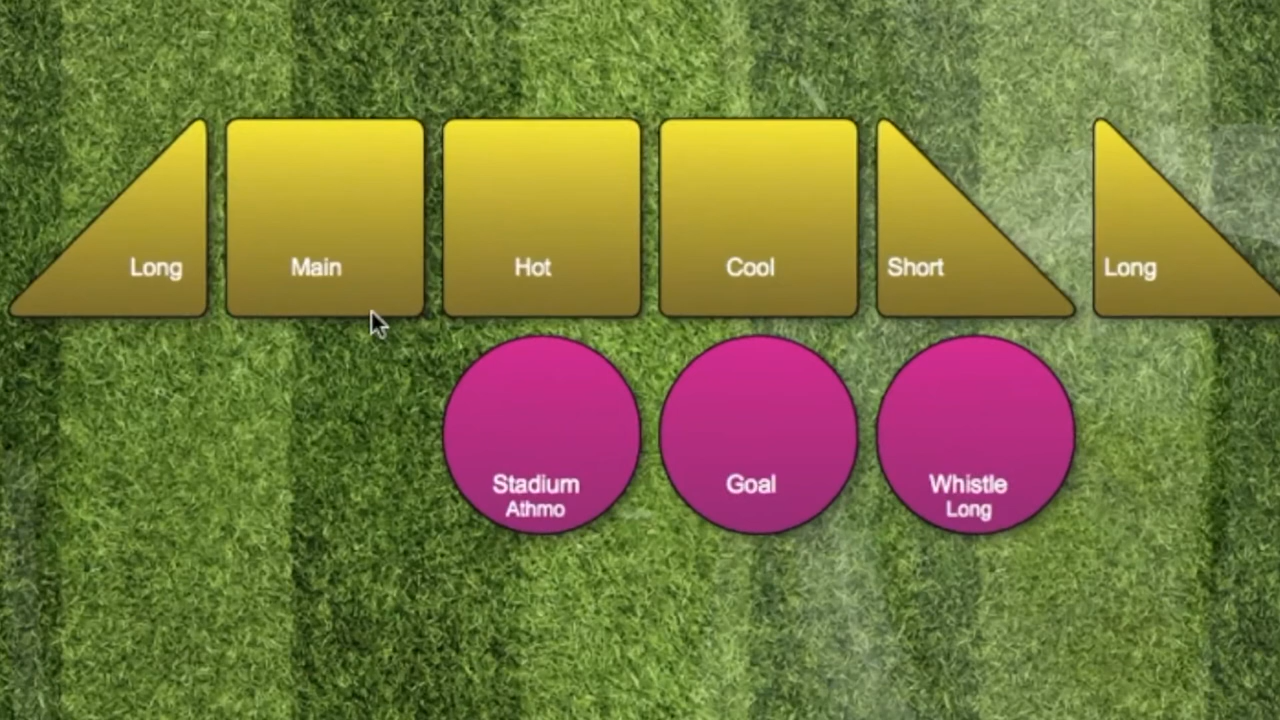 Long
Main
Hot
Cool
Short
Long
Stadium
Athmo
Goal
Whistle
Long